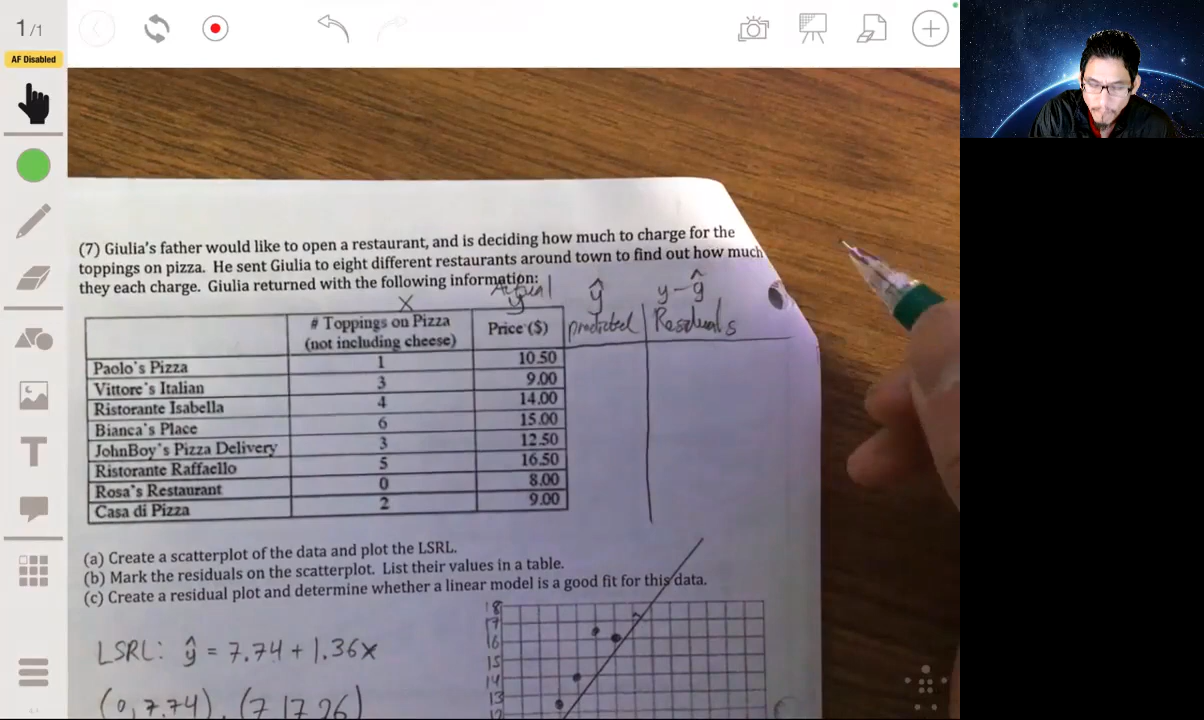 1/1
AF Disabled
T
(7) Giulia's father would like to open a restaurant, and is deciding how much to charge for the
toppings on pizza. He sent Giulia to eight different restaurants around town to find out how much
they each charge. Giulia returned with the following information:
x Actual y ŷ y-ŷ
# Toppings on Pizza (not including cheese) Price ($) predicted Residuals
Paolo's Pizza 1 10.50
Vittore's Italian 3 9.00
Ristorante Isabella 4 14.00
Bianca's Place 6 15.00
JohnBoy's Pizza Delivery 3 12.50
Ristorante Raffaello 5 16.50
Rosa's Restaurant 0 8.00
Casa di Pizza 2 9.00
(a) Create a scatterplot of the data and plot the LSRL.
(b) Mark the residuals on the scatterplot. List their values in a table.
(c) Create a residual plot and determine whether a linear model is a good fit for this data.
LSRL: ŷ = 7.74 + 1.36x
(0, 7.74), (7, 17.26)
18
17
16
15
14
13
12